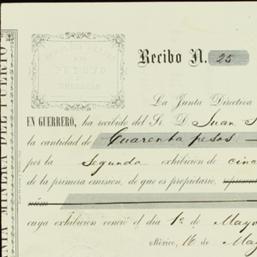 Recibo N. 25
La Junta Directiva
EN GUERRERO, ha recibido del Sr. D. Juan
la cantidad de Cuarenta pesos
por la Segunda exhibicion de cinc
de la primera emision, de que es propietario,
cuya exhibicion venció el dia 1º de Mayo
México, 16 de May